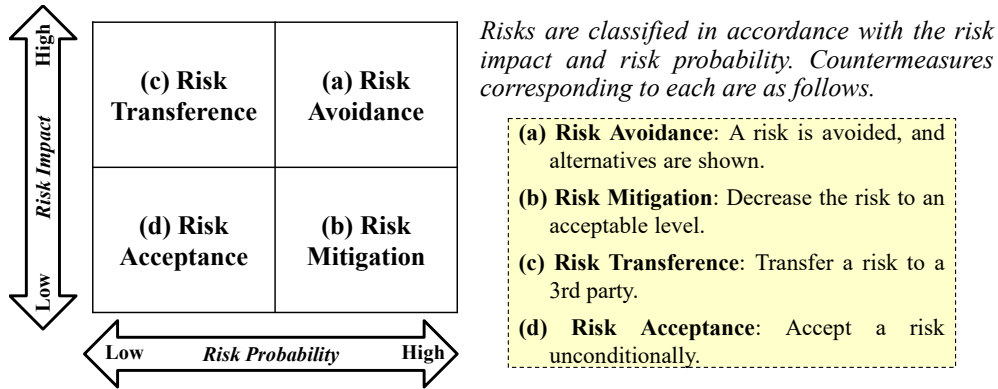 High
Risk Impact
Low
(c) Risk
Transference
(a) Risk
Avoidance
(d) Risk
Acceptance
(b) Risk
Mitigation
Low
Risk Probability
High
Risks are classified in accordance with the risk
impact and risk probability. Countermeasures
corresponding to each are as follows.
(a) Risk Avoidance: A risk is avoided, and
alternatives are shown.
(b) Risk Mitigation: Decrease the risk to an
acceptable level.
(c) Risk Transference: Transfer a risk to a
3rd party.
(d) Risk Acceptance: Accept a risk
unconditionally.